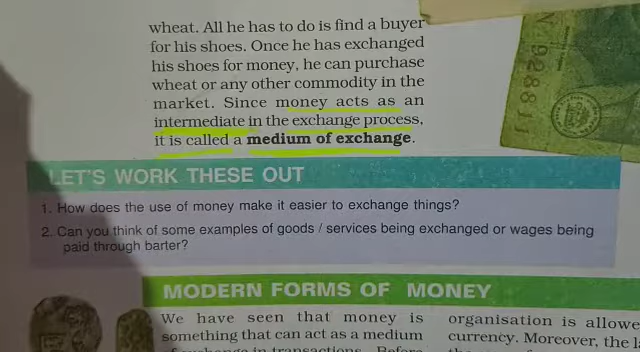 wheat. All he has to do is find a buyer
for his shoes. Once he has exchanged
his shoes for money, he can purchase
wheat or any other commodity in the
market. Since money acts as an
intermediate in the exchange process,
it is called a medium of exchange.
LET'S WORK THESE OUT
1. How does the use of money make it easier to exchange things?
2. Can you think of some examples of goods / services being exchanged or wages being
paid through barter?
MODERN FORMS OF MONEY
We have seen that money is
something that can act as a medium
in transactions. Before
organisation is allowe
currency. Moreover, the l